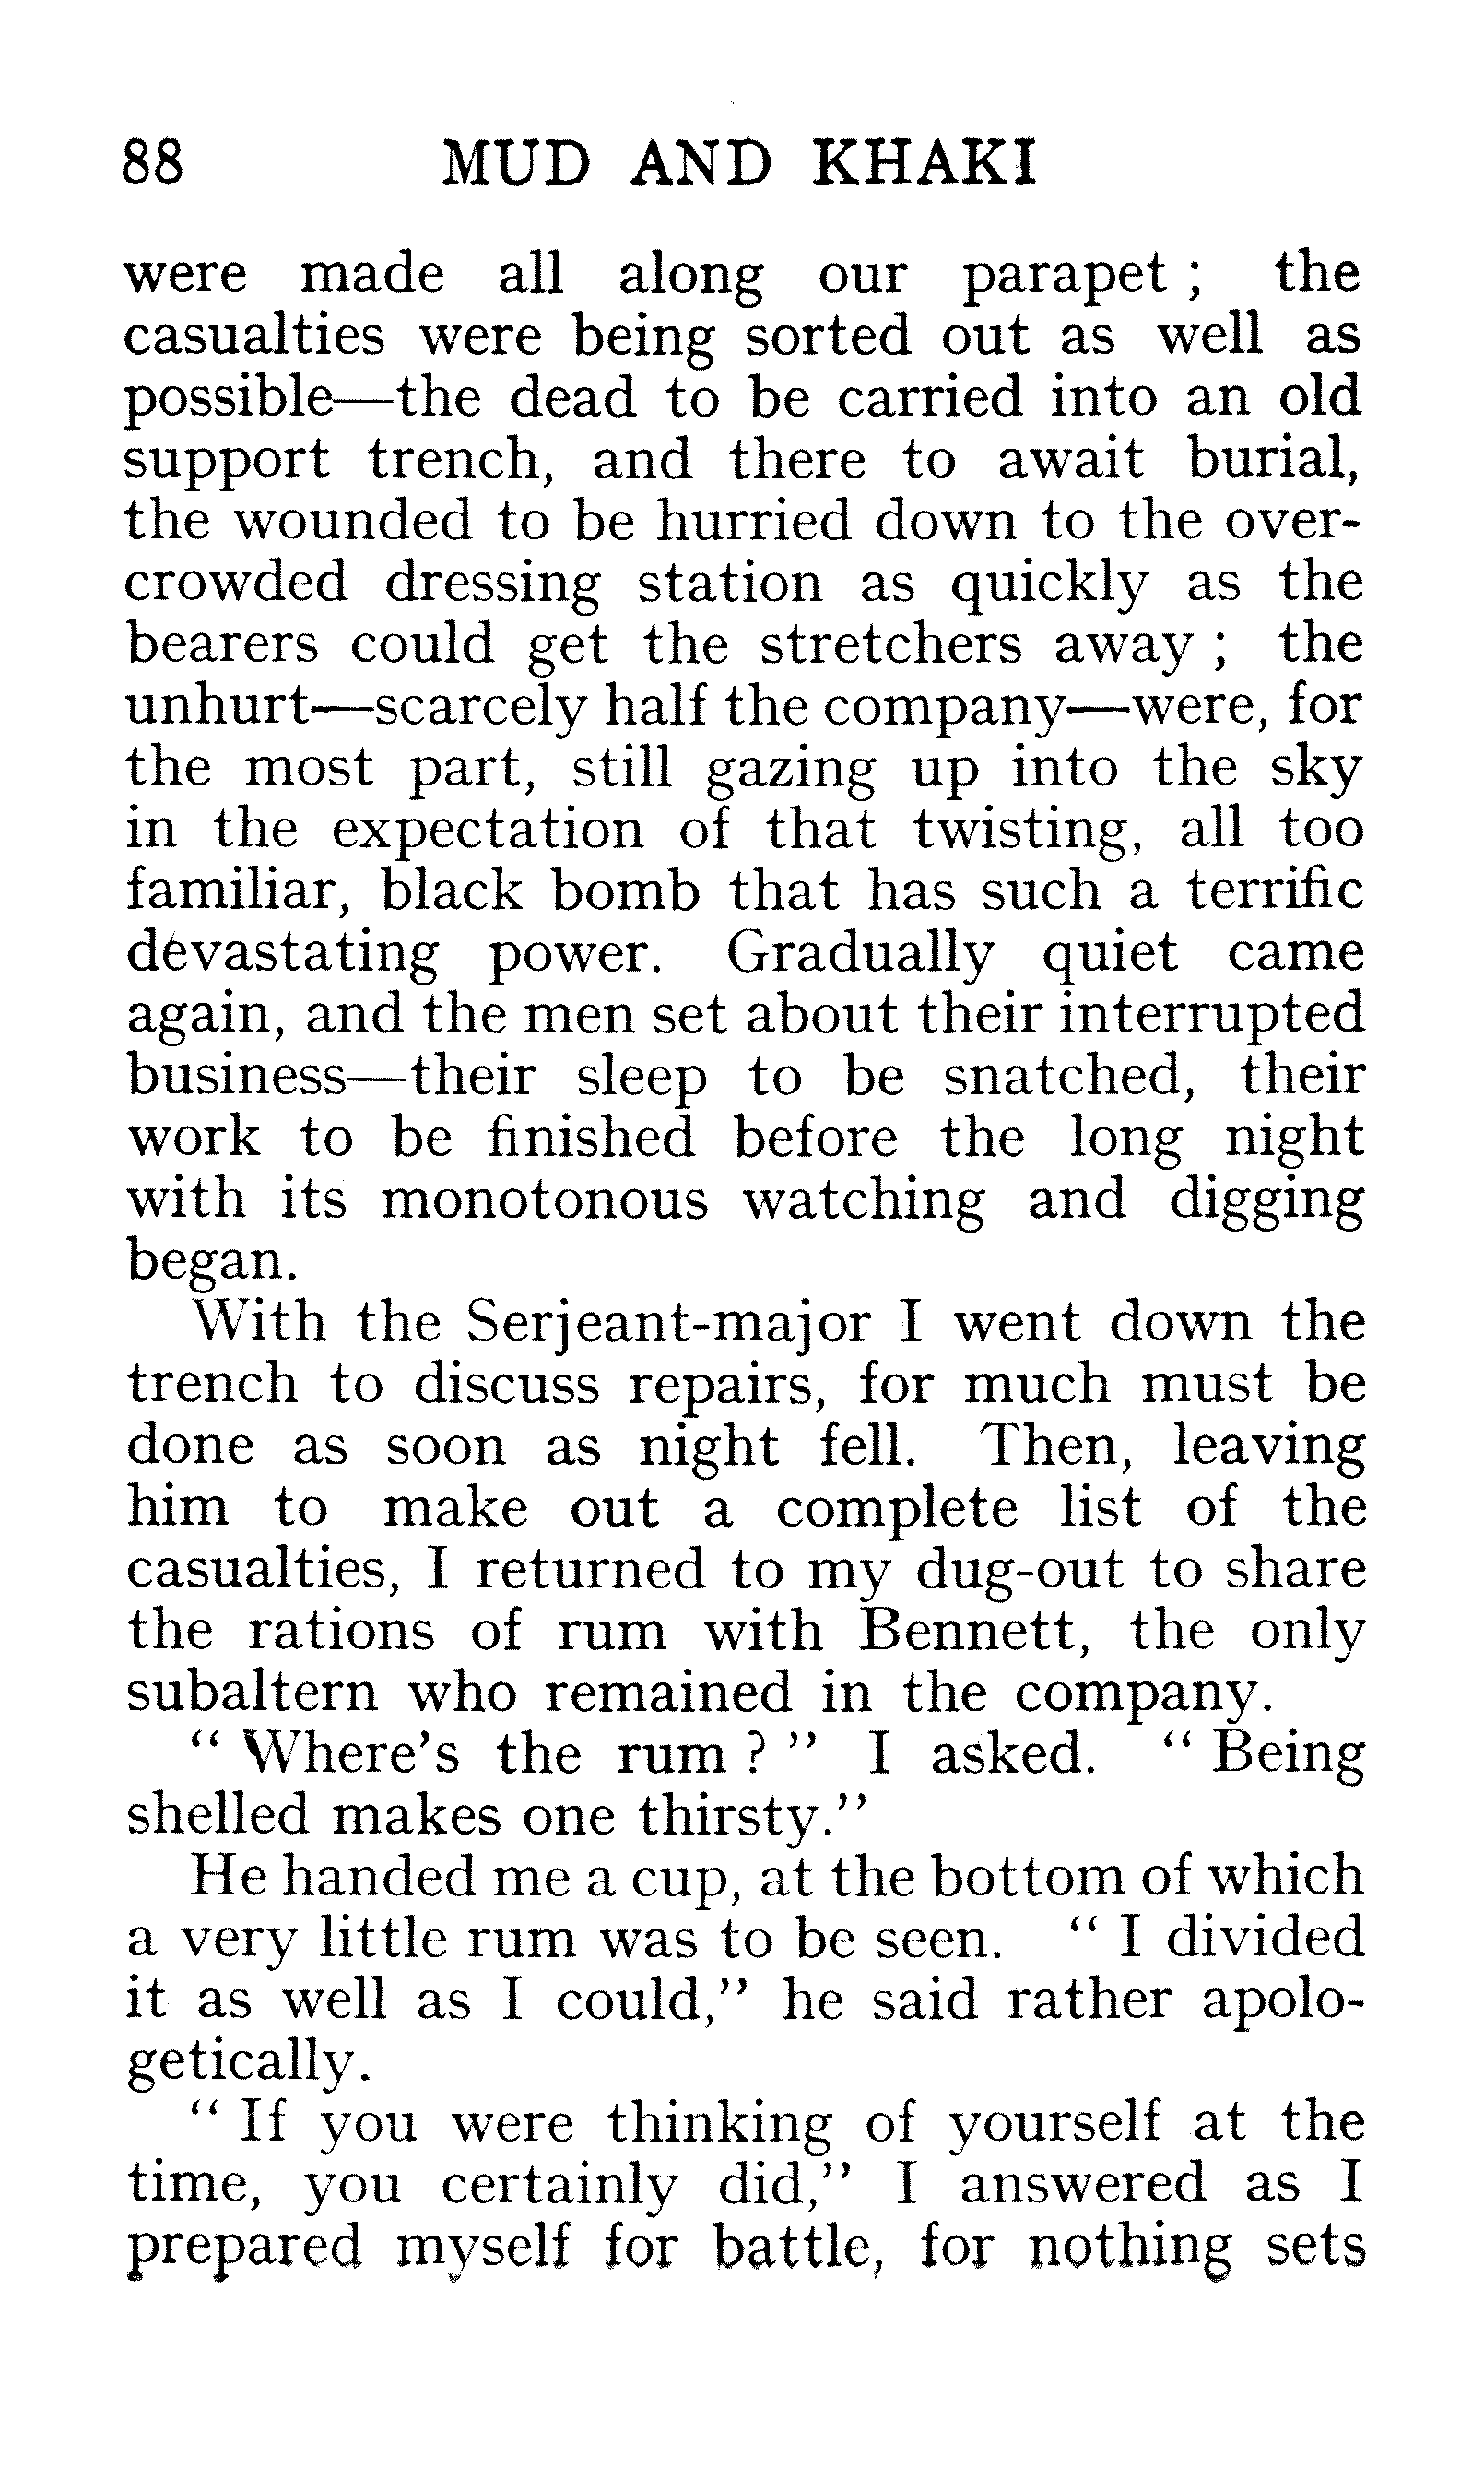 88 MUD AND KHAKI
were made all along our parapet ; the
casualties were being sorted out as well as
possible—the dead to be carried into an old
support trench, and there to await burial,
the wounded to be hurried down to the over-
crowded dressing station as quickly as the
bearers could get the stretchers away ; the
unhurt—scarcely half the company—were, for
the most part, still gazing up into the sky
in the expectation of that twisting, all too
familiar, black bomb that has such a terrific
devastating power. Gradually quiet came
again, and the men set about their interrupted
business—their sleep to be snatched, their
work to be finished before the long night
with its monotonous watching and digging
began.
With the Serjeant-major I went down the
trench to discuss repairs, for much must be
done as soon as night fell. Then, leaving
him to make out a complete list of the
casualties, I returned to my dug-out to share
the rations of rum with Bennett, the only
subaltern who remained in the company.
“ Where’s the rum ? ” I asked. “ Being
shelled makes one thirsty.”
He handed me a cup, at the bottom of which
a very little rum was to be seen. “ I divided
it as well as I could,” he said rather apolo-
getically.
“ If you were thinking of yourself at the
time, you certainly did,” I answered as I
prepared myself for battle, for nothing sets